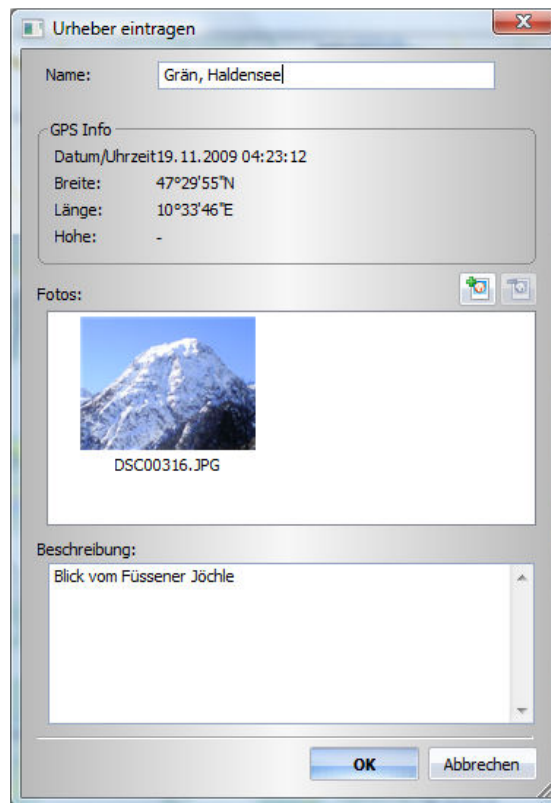 Urheber eintragen
Name: Grän, Haldensee
GPS Info
Datum/Uhrzeit19.11.2009 04:23:12
Breite: 47°29'55"N
Länge: 10°33'46"E
Hohe: -
Fotos:
DSC00316.JPG
Beschreibung:
Blick vom Füssener Jöchle
OK Abbrechen